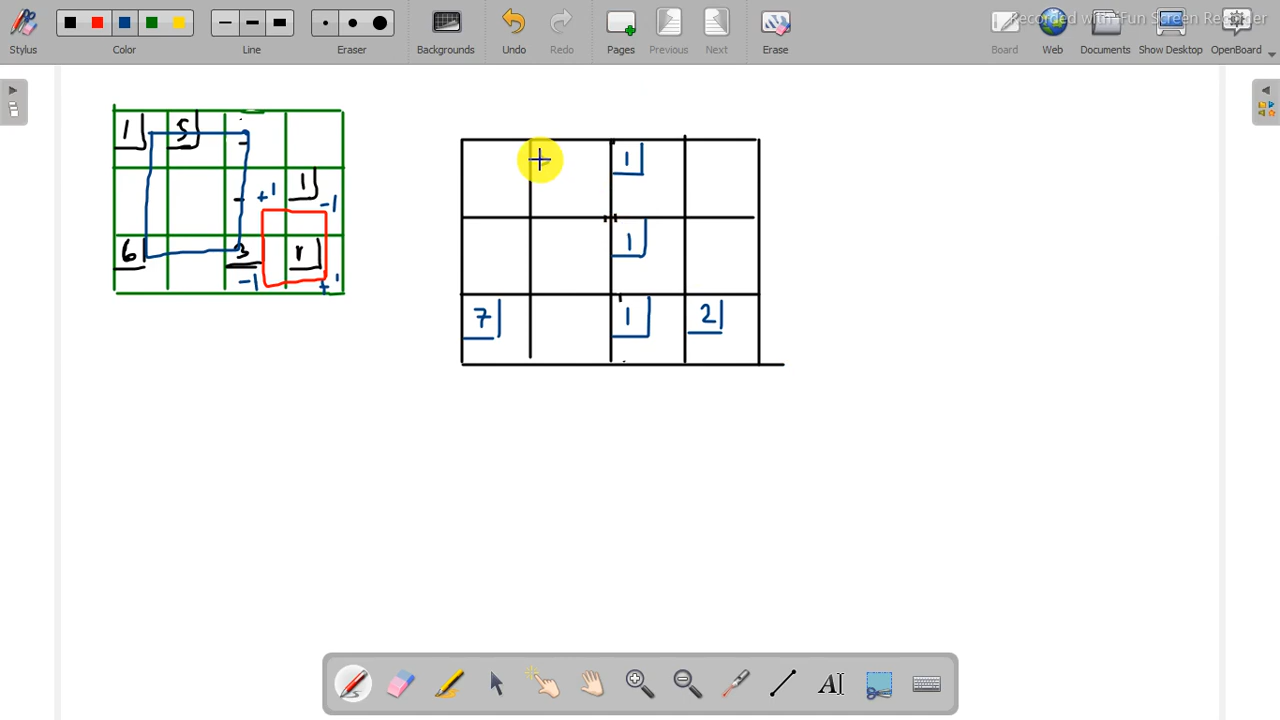 Recorded with iFun Screen Recorder
Stylus Color Line Eraser Backgrounds Undo Redo Pages Previous Next Erase Board Web Documents Show Desktop OpenBoard
1 5
1
+1 -1
6 3 1
-1 +1
1
1
7 1 2